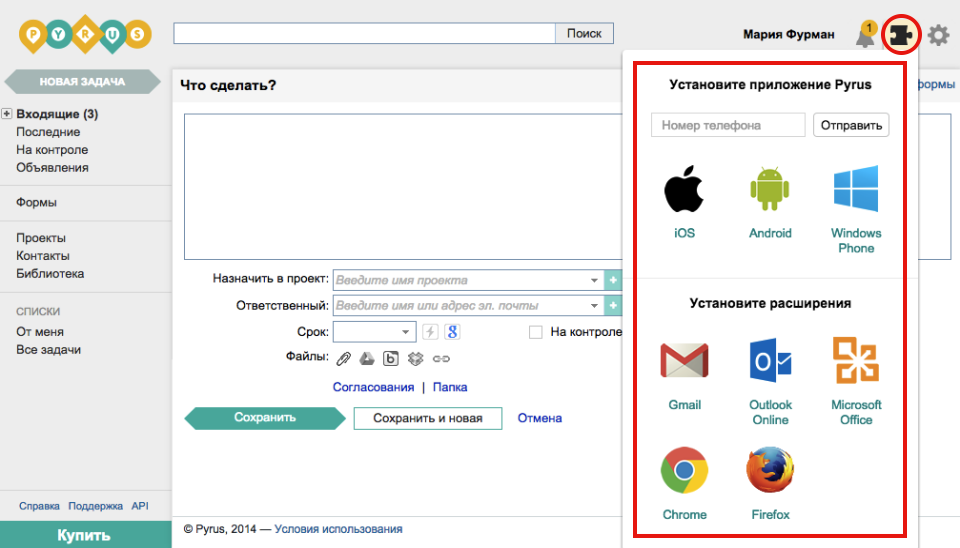 PYRUS
Поиск
Мария Фурман
1
НОВАЯ ЗАДАЧА
Входящие (3)
Последние
На контроле
Объявления
Формы
Проекты
Контакты
Библиотека
СПИСКИ
От меня
Все задачи
Справка Поддержка API
Купить
Что сделать?
Назначить в проект: Введите имя проекта
Ответственный: Введите имя или адрес эл. почты
Срок: 8 На контроле
Файлы: b
Согласования | Папка
Сохранить Сохранить и новая Отмена
© Pyrus, 2014 — Условия использования
ормы
Установите приложение Pyrus
Номер телефона Отправить
iOS Android Windows
Phone
Установите расширения
Gmail Outlook Microsoft
Online Office
Chrome Firefox